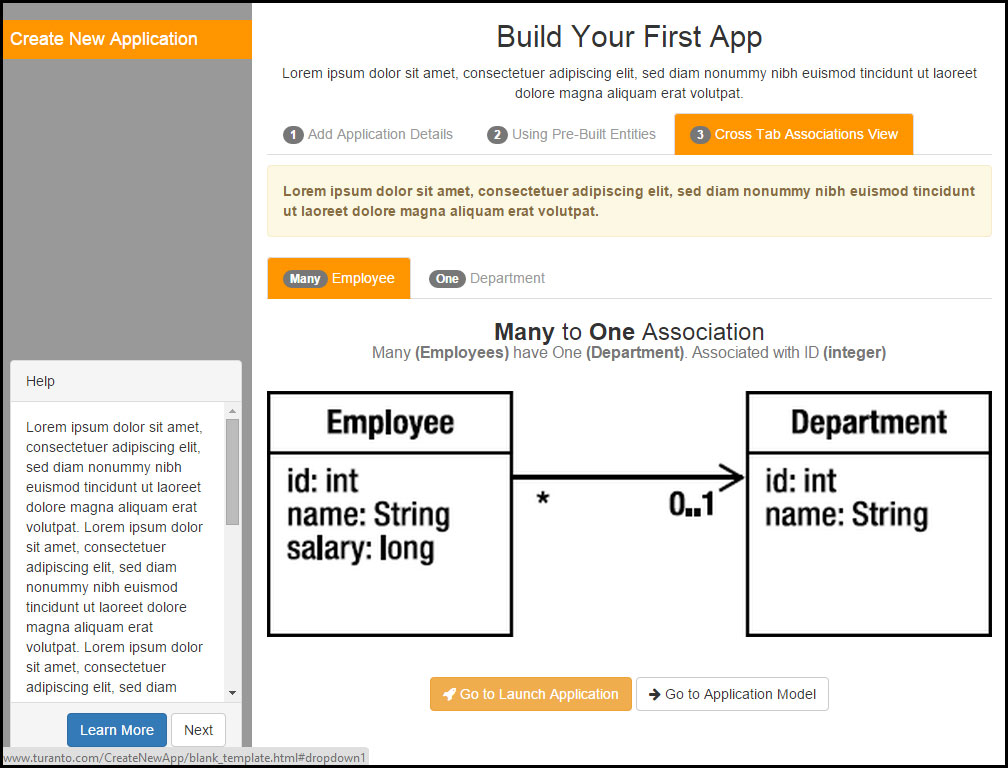 Create New Application
Help
Lorem ipsum dolor sit amet,
consectetuer adipiscing elit,
sed diam nonummy nibh
euismod tincidunt ut laoreet
dolore magna aliquam erat
volutpat. Lorem ipsum dolor
sit amet, consectetuer
adipiscing elit, sed diam
nonummy nibh euismod
tincidunt ut laoreet dolore
magna aliquam erat
volutpat. Lorem ipsum dolor
sit amet, consectetuer
adipiscing elit, sed diam
Learn More Next
Build Your First App
Lorem ipsum dolor sit amet, consectetuer adipiscing elit, sed diam nonummy nibh euismod tincidunt ut laoreet
dolore magna aliquam erat volutpat.
1 Add Application Details 2 Using Pre-Built Entities 3 Cross Tab Associations View
Lorem ipsum dolor sit amet, consectetuer adipiscing elit, sed diam nonummy nibh euismod tincidunt
ut laoreet dolore magna aliquam erat volutpat.
Many Employee One Department
Many to One Association
Many (Employees) have One (Department). Associated with ID (integer)
Employee
id: int
name: String
salary: long
* 0..1
Department
id: int
name: String
Go to Launch Application Go to Application Model
www.turanto.com/CreateNewApp/blank_template.html#dropdown1